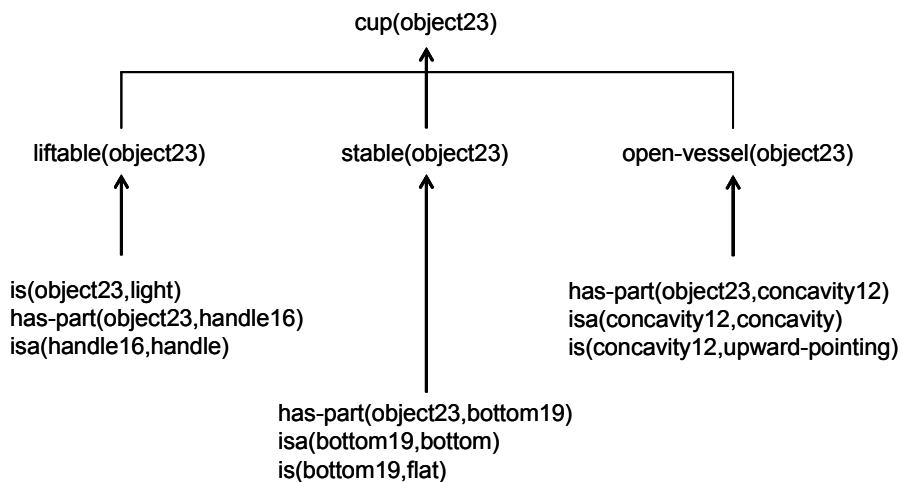 cup(object23)
liftable(object23)
stable(object23)
open-vessel(object23)
is(object23,light)
has-part(object23,handle16)
isa(handle16,handle)
has-part(object23,concavity12)
isa(concavity12,concavity)
is(concavity12,upward-pointing)
has-part(object23,bottom19)
isa(bottom19,bottom)
is(bottom19,flat)